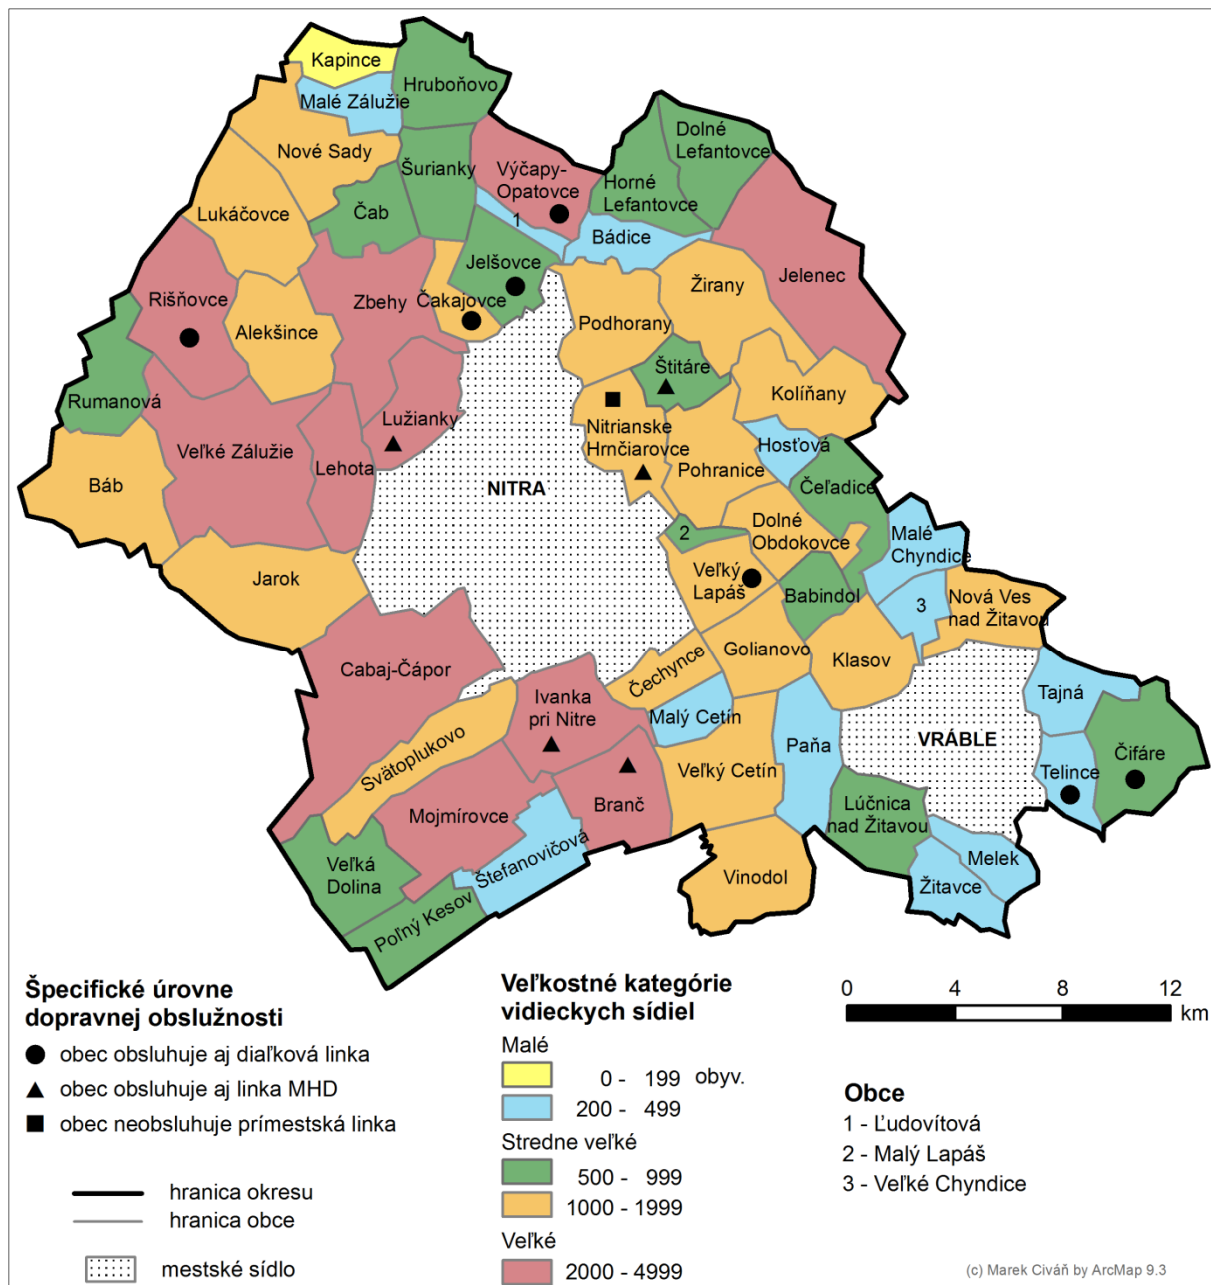 Kapince
Hruboňovo
Malé Zálužie
Dolné
Lefantovce
Nové Sady
Šurianky
Výčapy-
Opatovce
Horné
Lefantovce
Lukáčovce
Čab
1
Bádice
Jelšovce
Žirany
Jelenec
Rišňovce
Zbehy
Čakajovce
Alekšince
Podhorany
Štitáre
Kolíňany
Rumanová
Lužianky
Nitrianske
Hrnčiarovce
Hosťová
Veľké Zálužie
Lehota
Pohranice
Báb
NITRA
Čeľadice
2
Dolné
Obdokovce
Malé
Chyndice
Jarok
Veľký
Lapáš
Babindol
3
Nová Ves
nad Žitavou
Golianovo
Klasov
Cabaj-Čápor
Čechynce
Ivanka
pri Nitre
Malý Cetín
Tajná
Svätoplukovo
Paňa
VRÁBLE
Čifáre
Veľký Cetín
Telince
Mojmírovce
Branč
Lúčnica
nad Žitavou
Štefanovičová
Veľká
Dolina
Melek
Vinodol
Žitavce
Poľný Kesov
Špecifické úrovne
dopravnej obslužnosti
obec obsluhuje aj diaľková linka
obec obsluhuje aj linka MHD
obec neobsluhuje prímestská linka
hranica okresu
hranica obce
mestské sídlo
Veľkostné kategórie
vidieckych sídiel
Malé
0 - 199 obyv.
200 - 499
Stredne veľké
500 - 999
1000 - 1999
Veľké
2000 - 4999
0 4 8 12
km
Obce
1 - Ľudovítová
2 - Malý Lapáš
3 - Veľké Chyndice
(c) Marek Civáň by ArcMap 9.3